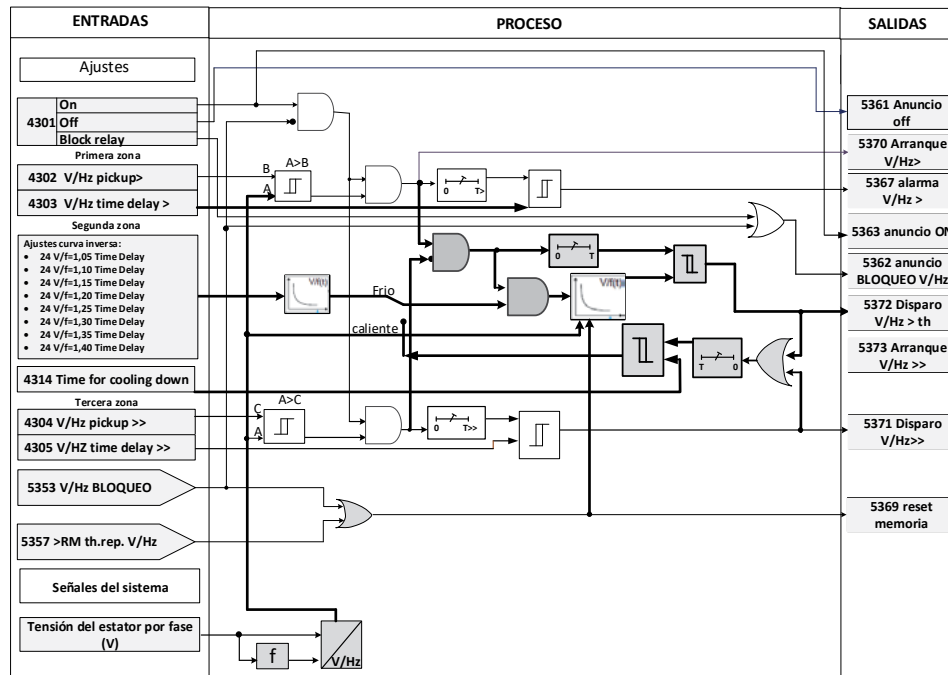 ENTRADAS
PROCESO
SALIDAS
Ajustes
4301
On
Off
Block relay
Primera zona
4302 V/Hz pickup>
4303 V/Hz time delay >
Segunda zona
Ajustes curva inversa:
• 24 V/f=1,05 Time Delay
• 24 V/f=1,10 Time Delay
• 24 V/f=1,15 Time Delay
• 24 V/f=1,20 Time Delay
• 24 V/f=1,25 Time Delay
• 24 V/f=1,30 Time Delay
• 24 V/f=1,35 Time Delay
• 24 V/f=1,40 Time Delay
4314 Time for cooling down
Tercera zona
4304 V/Hz pickup >>
4305 V/HZ time delay >>
5353 V/Hz BLOQUEO
5357 >RM th.rep. V/Hz
Señales del sistema
Tensión del estator por fase
(V)
A>B
B
A
0
T>
0
T
V/f(t)
Frio
V/f(t)
caliente
T
0
A>C
C
A
0
T>>
f
V/Hz
5361 Anuncio
off
5370 Arranque
V/Hz>
5367 alarma
V/Hz >
5363 anuncio ON
5362 anuncio
BLOQUEO V/Hz
5372 Disparo
V/Hz > th
5373 Arranque
V/Hz >>
5371 Disparo
V/Hz>>
5369 reset
memoria